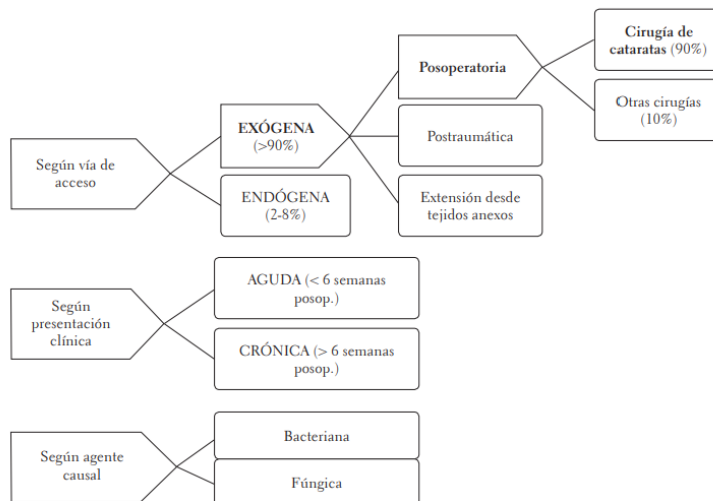 Cirugía de
cataratas (90%)
Posoperatoria
Otras cirugías
(10%)
EXÓGENA
(>90%)
Postraumática
Según vía de
acceso
ENDÓGENA
(2-8%)
Extensión desde
tejidos anexos
AGUDA (< 6 semanas
posop.)
Según
presentación
clínica
CRÓNICA (> 6 semanas
posop.)
Bacteriana
Según agente
causal
Fúngica